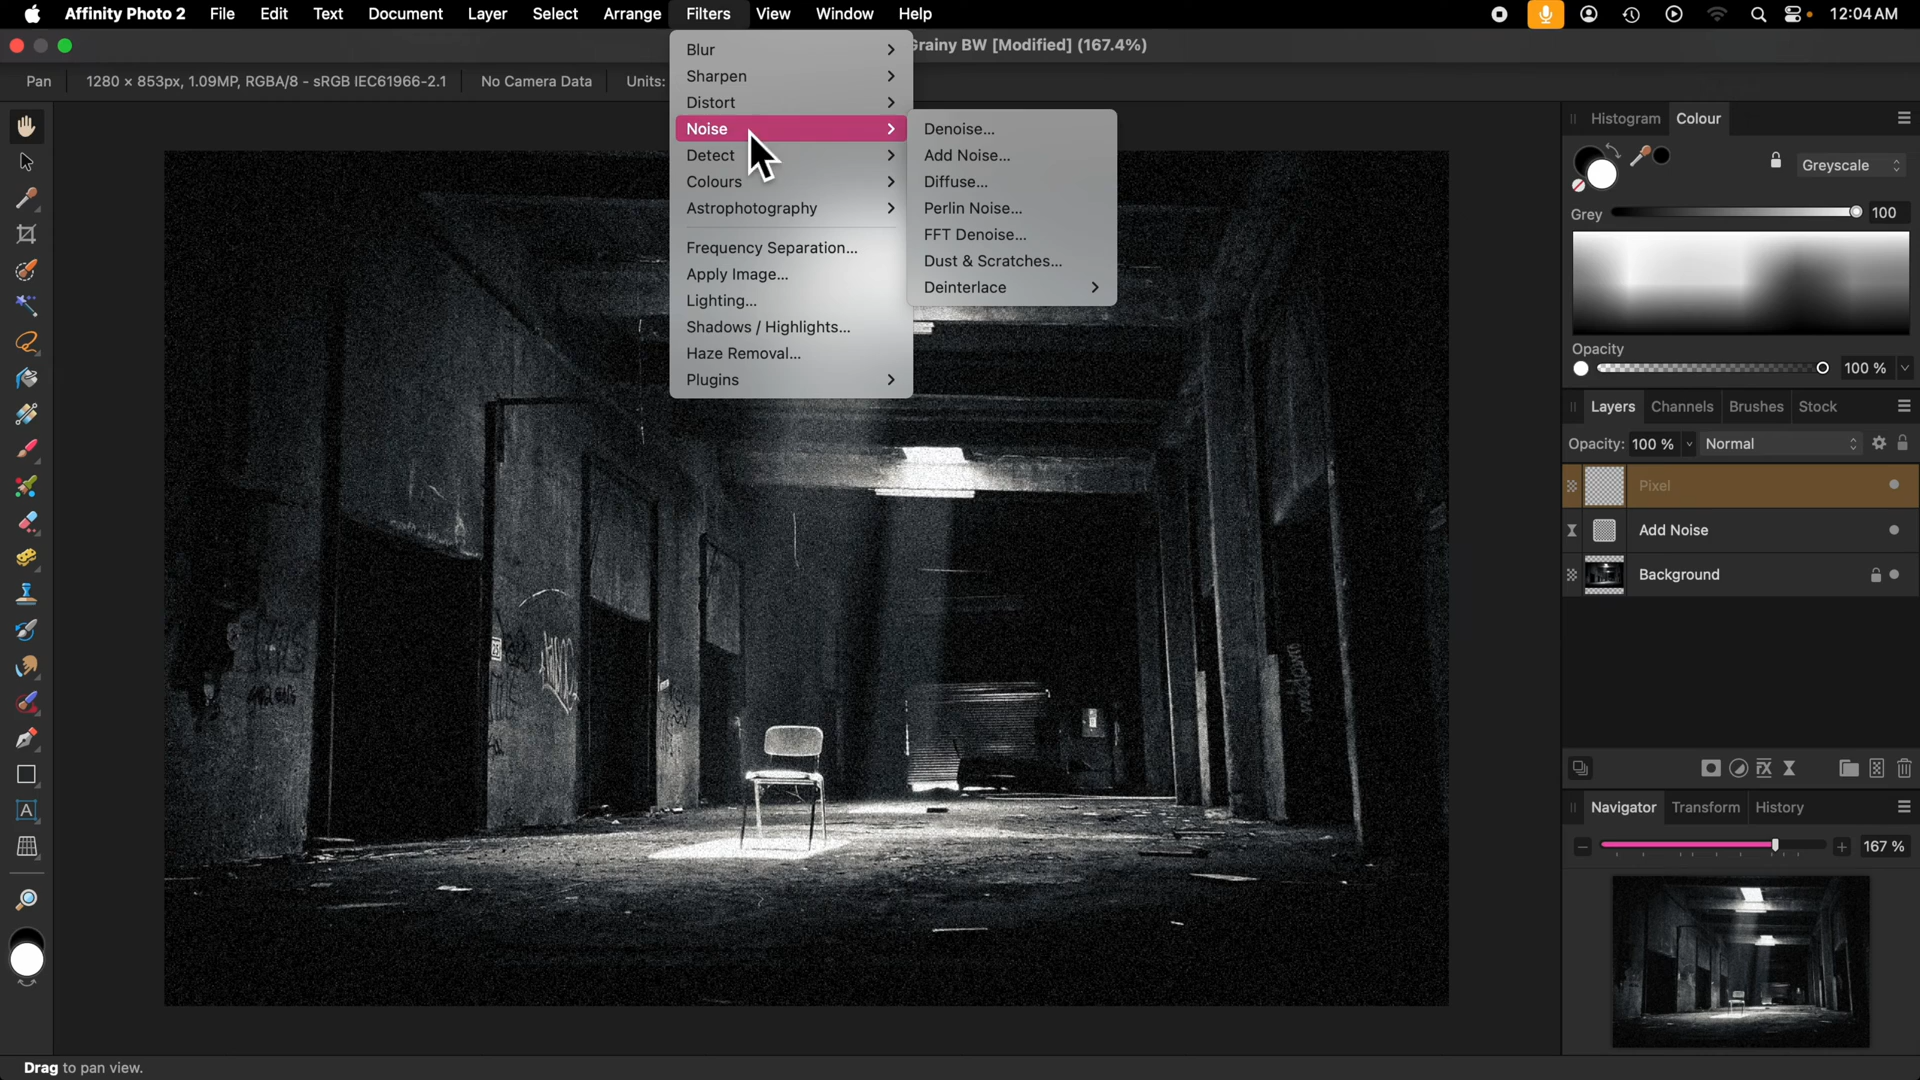 Affinity Photo 2 File Edit Text Document Layer Select Arrange Filters View Window Help 12:04 AM
Grainy BW [Modified] (167.4%)
Pan 1280 × 853px, 1.09MP, RGBA/8 - sRGB IEC61966-2.1 No Camera Data Units:
Blur
Sharpen
Distort
Noise
Detect
Colours
Astrophotography
Frequency Separation...
Apply Image...
Lighting...
Shadows / Highlights...
Haze Removal...
Plugins
Denoise...
Add Noise...
Diffuse...
Perlin Noise...
FFT Denoise...
Dust & Scratches...
Deinterlace
Histogram Colour
Greyscale
Grey 100
Opacity
100 %
Layers Channels Brushes Stock
Opacity: 100 % Normal
Pixel
Add Noise
Background
Navigator Transform History
167 %
Drag to pan view.